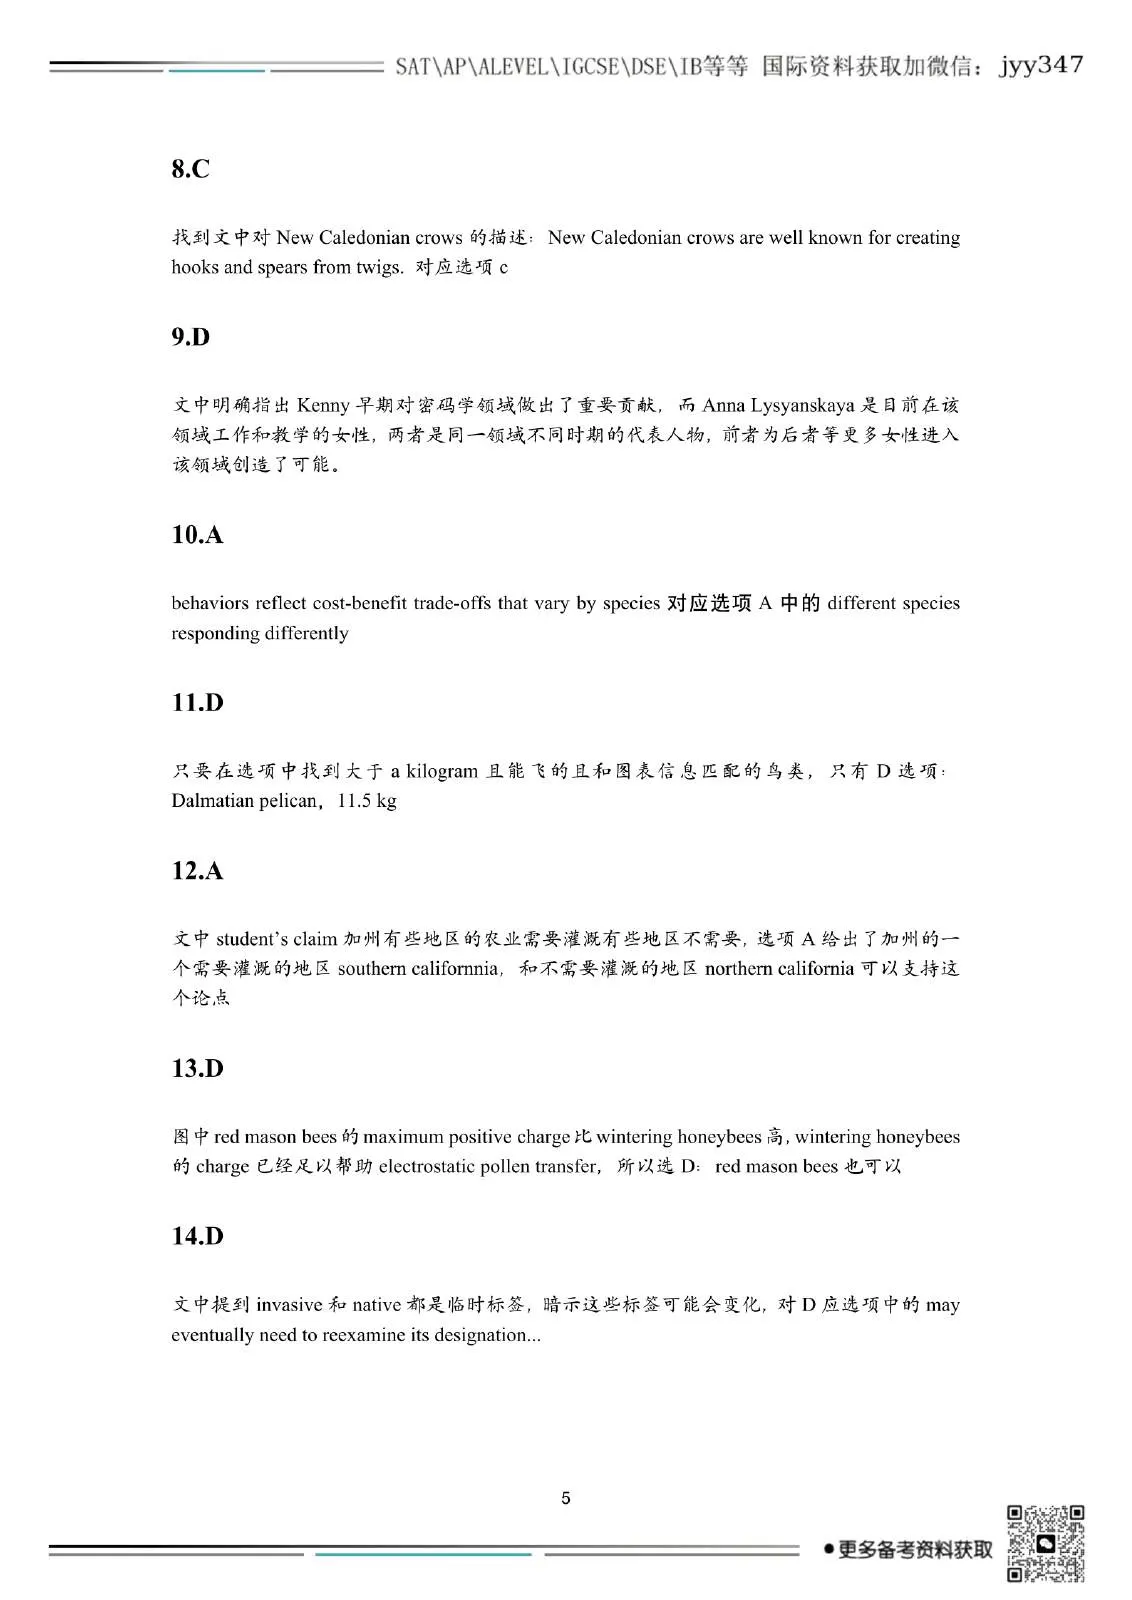 SAT\AP\ALEVEL\IGCSE\DSE\IB等等 国际资料获取加微信: jyy347
8.C
找到文中对 New Caledonian crows 的描述: New Caledonian crows are well known for creating
hooks and spears from twigs. 对应选项 c
9.D
文中明确指出 Kenny 早期对密码学领域做出了重要贡献, 而 Anna Lysyanskaya 是目前在该
领域工作和教学的女性, 两者是同一领域不同时期的代表人物, 前者为后者等更多女性进入
该领域创造了可能。
10.A
behaviors reflect cost-benefit trade-offs that vary by species 对应选项 A 中的 different species
responding differently
11.D
只要在选项中找到大于 a kilogram 且能飞的且和图表信息匹配的鸟类, 只有 D 选项:
Dalmatian pelican, 11.5 kg
12.A
文中 student's claim 加州有些地区的农业需要灌溉有些地区不需要, 选项 A 给出了加州的一
个需要灌溉的地区 southern californnia, 和不需要灌溉的地区 northern california 可以支持这
个论点
13.D
图中 red mason bees 的 maximum positive charge 比 wintering honeybees 高, wintering honeybees
的 charge 已经足以帮助 electrostatic pollen transfer, 所以选 D: red mason bees 也可以
14.D
文中提到 invasive 和 native 都是临时标签, 暗示这些标签可能会变化, 对 D 应选项中的 may
eventually need to reexamine its designation...
5
●更多备考资料获取